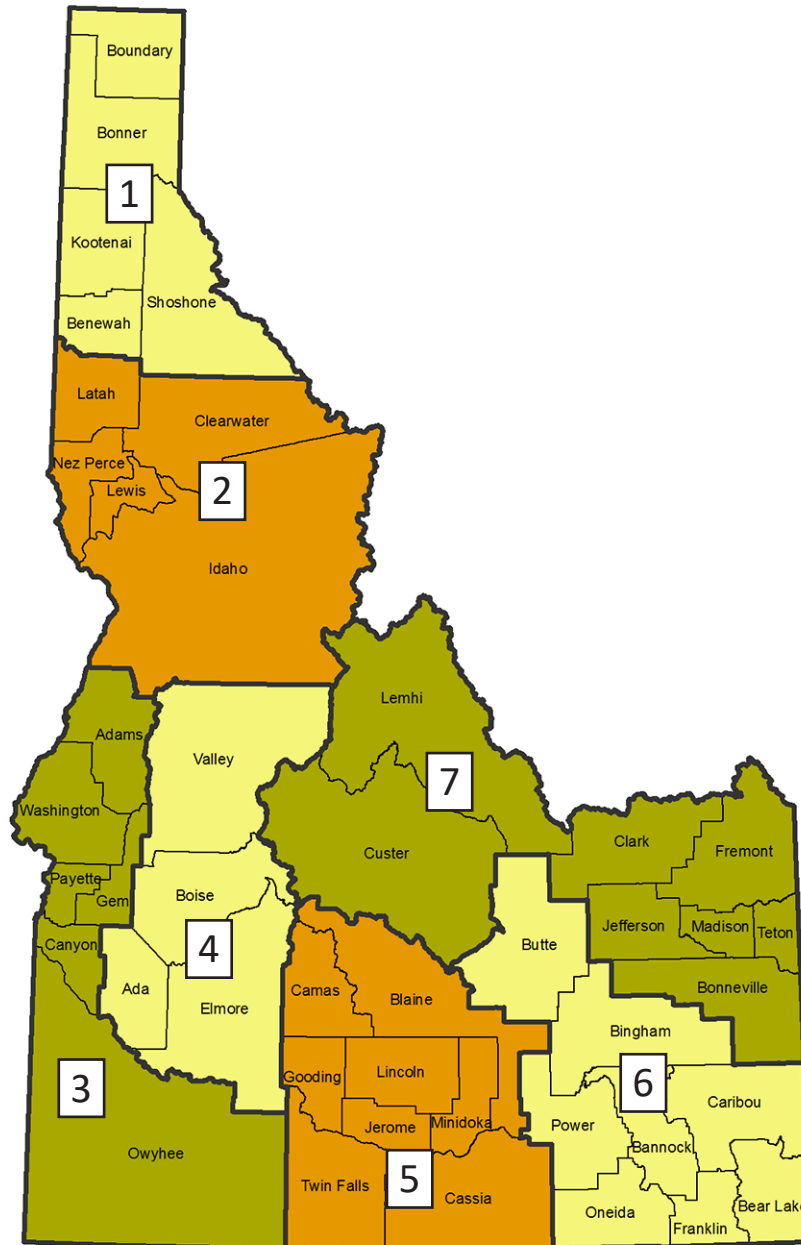 Boundary
Bonner
1
Kootenai
Shoshone
Benewah
Latah
Clearwater
Nez Perce
Lewis
2
Idaho
Lemhi
Adams
Valley
7
Washington
Custer
Clark
Fremont
Payette
Boise
Gem
Jefferson
Madison
Teton
Canyon
4
Butte
Ada
Elmore
Camas
Blaine
Bonneville
Bingham
3
Gooding
Lincoln
6
Caribou
Jerome
Minidoka
Power
Bannock
Owyhee
Twin Falls
5
Cassia
Oneida
Franklin
Bear Lake